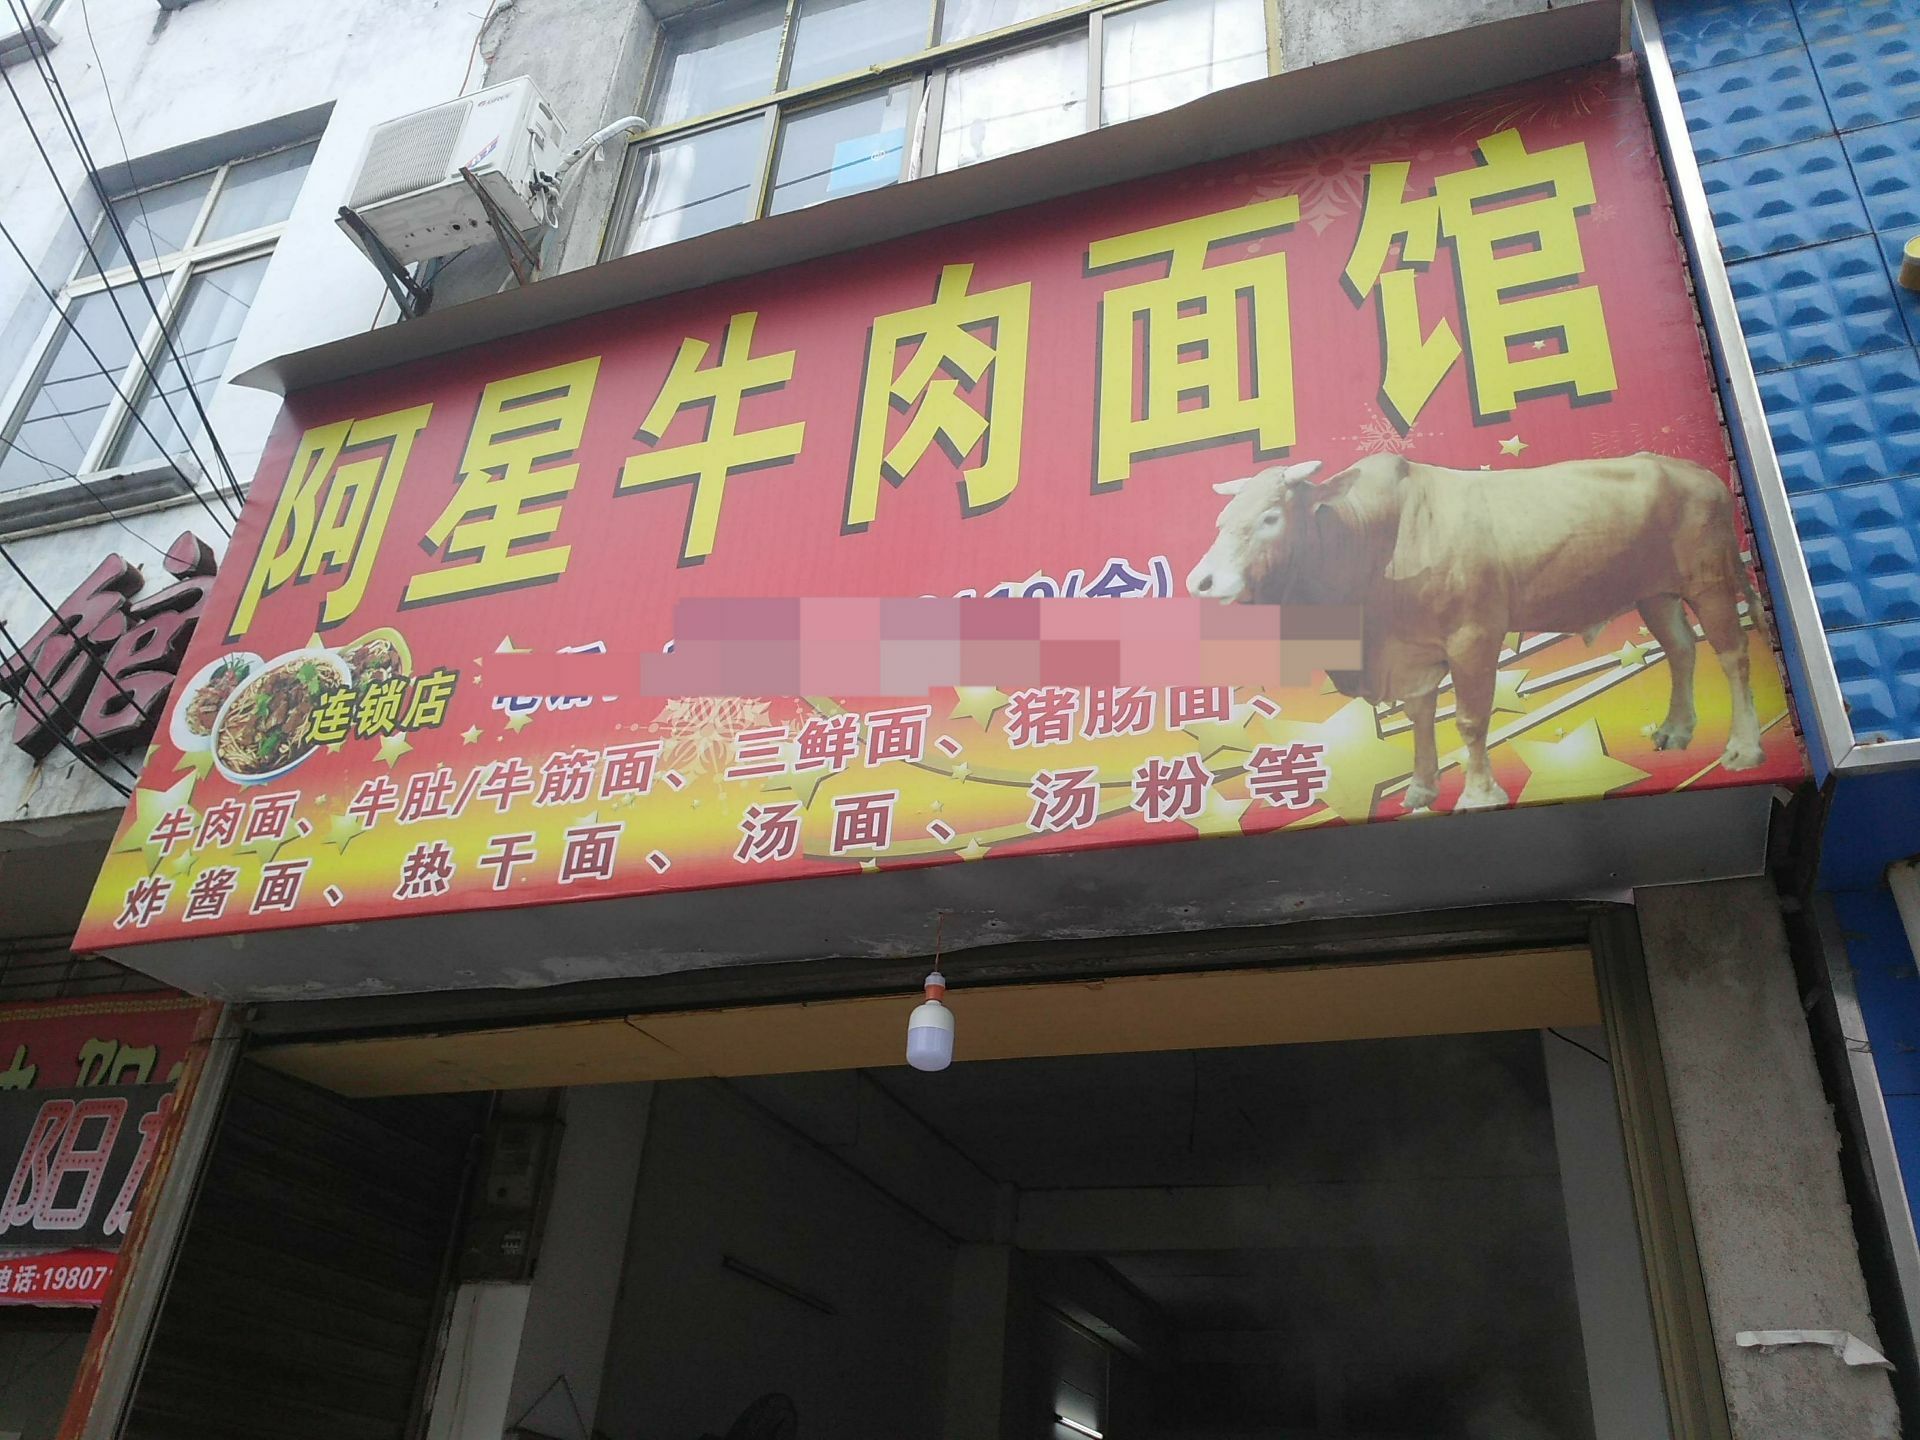 阿星牛肉面馆
连锁店
牛肉面、牛肚/牛筋面、三鲜面、猪肠面、
炸酱面、热干面、汤面、汤粉等
馆
阳
电话:19807
GREE